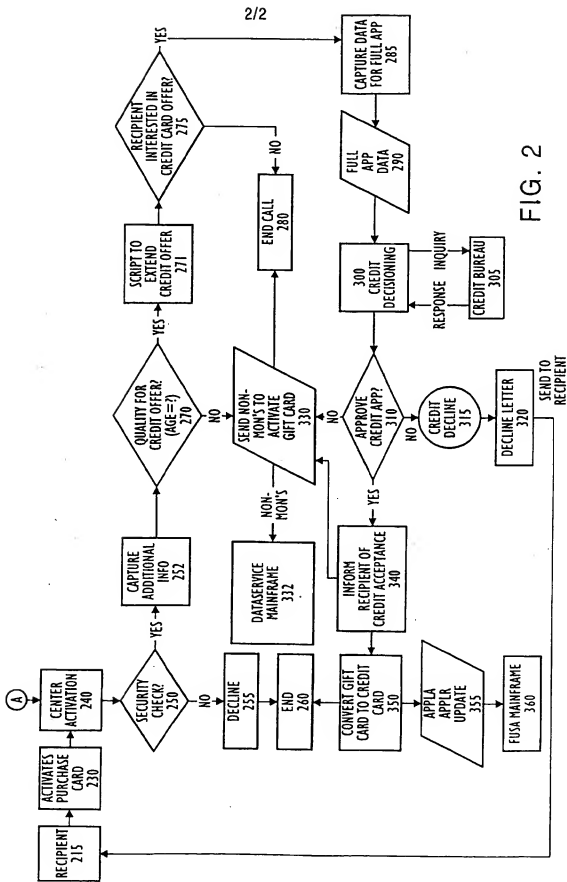 2/2
A
RECIPIENT
215
ACTIVATES
PURCHASE
CARD
230
CENTER
ACTIVATION
240
SECURITY
CHECK?
250
YES
NO
CAPTURE
ADDITIONAL
INFO
252
DECLINE
255
END
260
QUALITY FOR
CREDIT OFFER?
(AGE=?)
270
YES
NO
SCRIPT TO
EXTEND
CREDIT OFFER
271
RECIPIENT
INTERESTED IN
CREDIT CARD OFFER?
275
YES
NO
END CALL
280
CAPTURE DATA
FOR FULL APP
285
FULL
APP
DATA
290
300
CREDIT
DECISIONING
RESPONSE
INQUIRY
CREDIT BUREAU
305
APPROVE
CREDIT APP?
310
NO
NO
YES
CREDIT
DECLINE
315
DECLINE LETTER
320
SEND TO
RECIPIENT
SEND NON-
MON'S TO
ACTIVATE
GIFT CARD
330
NON-
MON'S
DATASERVICE
MAINFRAME
332
INFORM
RECIPIENT OF
CREDIT ACCEPTANCE
340
CONVERT GIFT
CARD TO CREDIT
CARD
350
APPLA
APPLR
UPDATE
355
FUSA MAINFRAME
360
FIG. 2